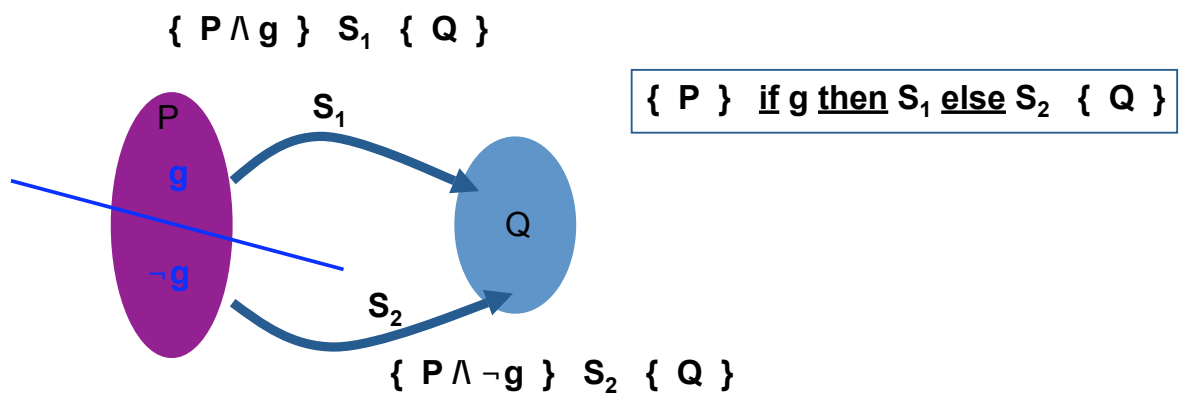 { P /\ g } S₁ { Q }
{ P } if g then S₁ else S₂ { Q }
S₁
P
g
Q
¬g
S₂
{ P /\ ¬g } S₂ { Q }